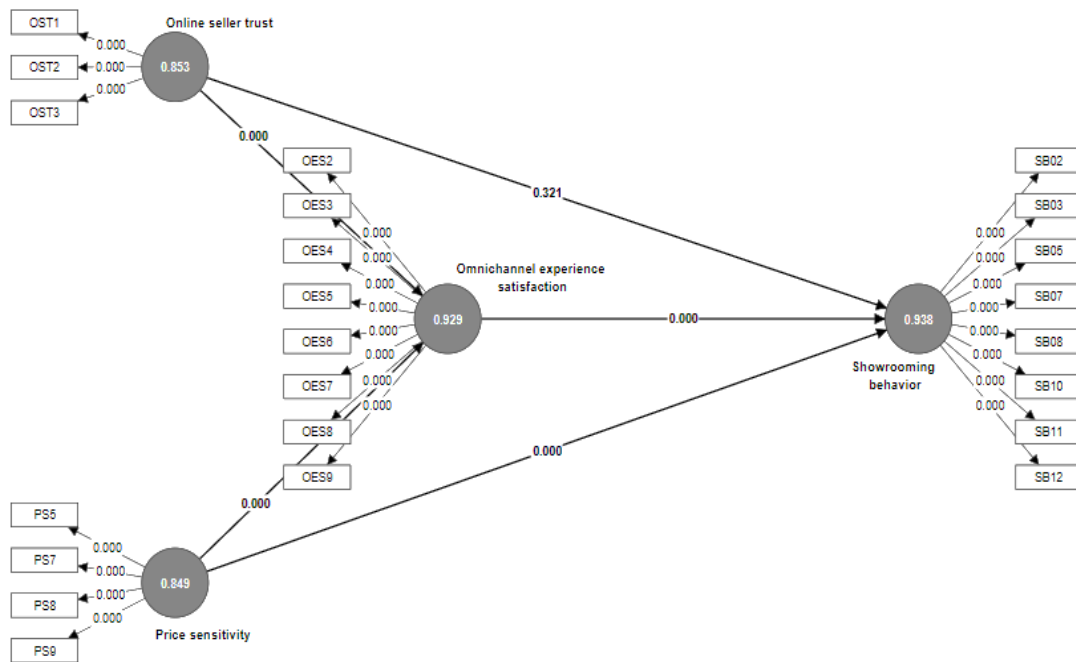 OST1
Online seller trust
0.000
OST2
0.000
0.853
0.000
OST3
0.000
OES2
SB02
0.321
OES3
SB03
0.000
0.000
OES4
0.000
0.000
SB05
Omnichannel experience
satisfaction
0.000
0.000
OES5
0.000
0.000
SB07
0.929
0.000
0.938
OES6
0.000
0.000
SB08
0.000
0.000
Showrooming
behavior
OES7
0.000
0.000
SB10
0.000
0.000
OES8
SB11
0.000
OES9
SB12
0.000
PS5
0.000
PS7
0.000
0.000
0.849
PS8
0.000
Price sensitivity
PS9